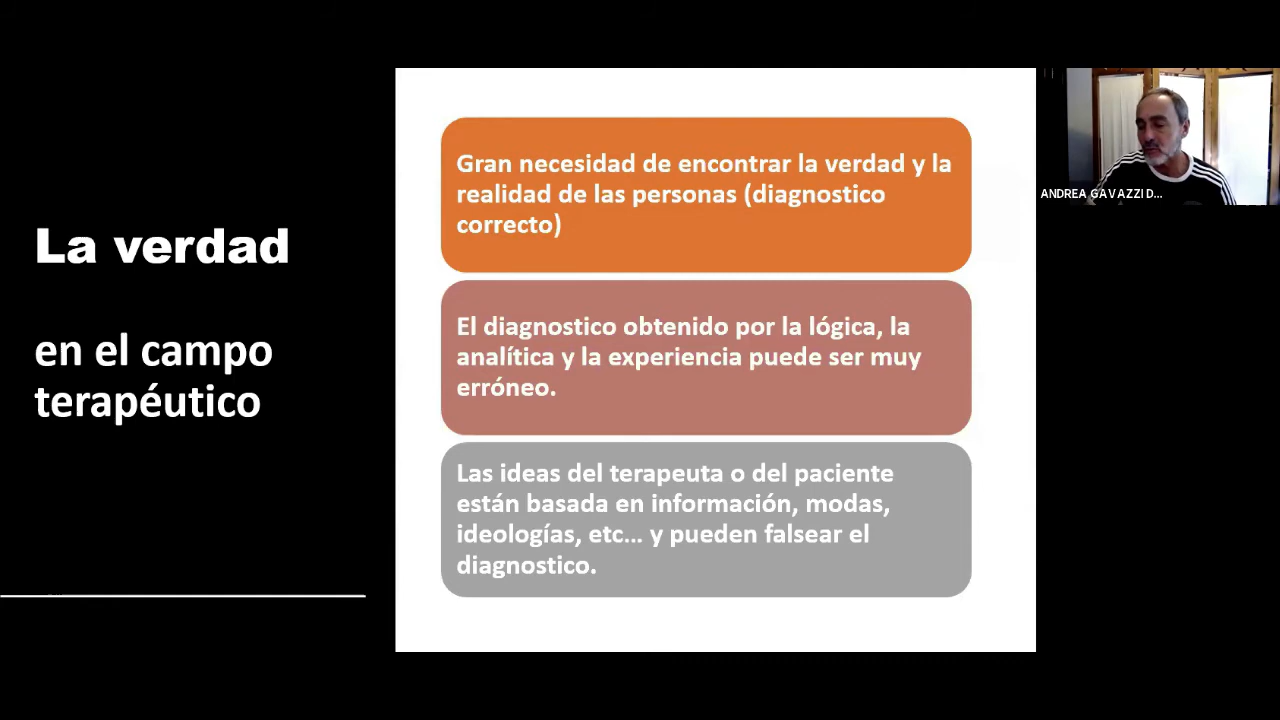 La verdad
en el campo
terapéutico
Gran necesidad de encontrar la verdad y la
realidad de las personas (diagnostico
correcto)
El diagnostico obtenido por la lógica, la
analítica y la experiencia puede ser muy
erróneo.
Las ideas del terapeuta o del paciente
están basada en información, modas,
ideologías, etc... y pueden falsear el
diagnostico.
ANDREA GAVAZZI D...